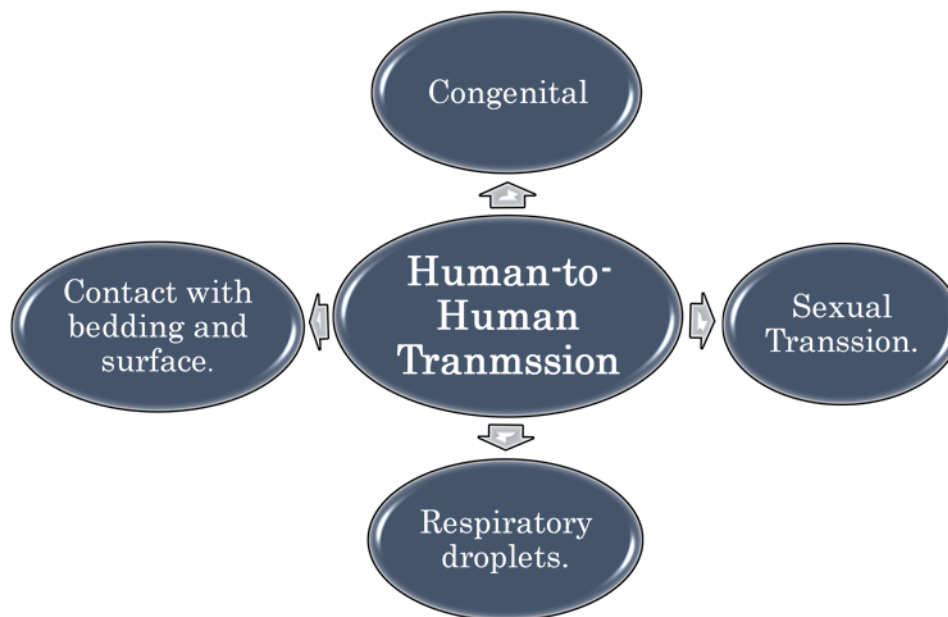 Congenital
Contact with
bedding and
surface.
Human-to-
Human
Tranmssion
Sexual
Transsion.
Respiratory
droplets.